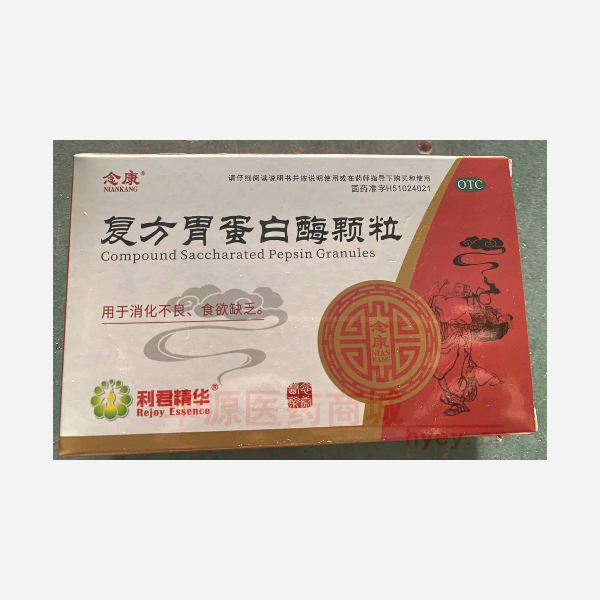 念康®
NIANKANG
请仔细阅读说明书并按说明使用或在药师指导下购买和使用
国药准字H51024021
OTC
复方胃蛋白酶颗粒
Compound Saccharated Pepsin Granules
用于消化不良、食欲缺乏。
念康
NIAN
KANG
利君精华®
Rejoy Essence
源医药商城